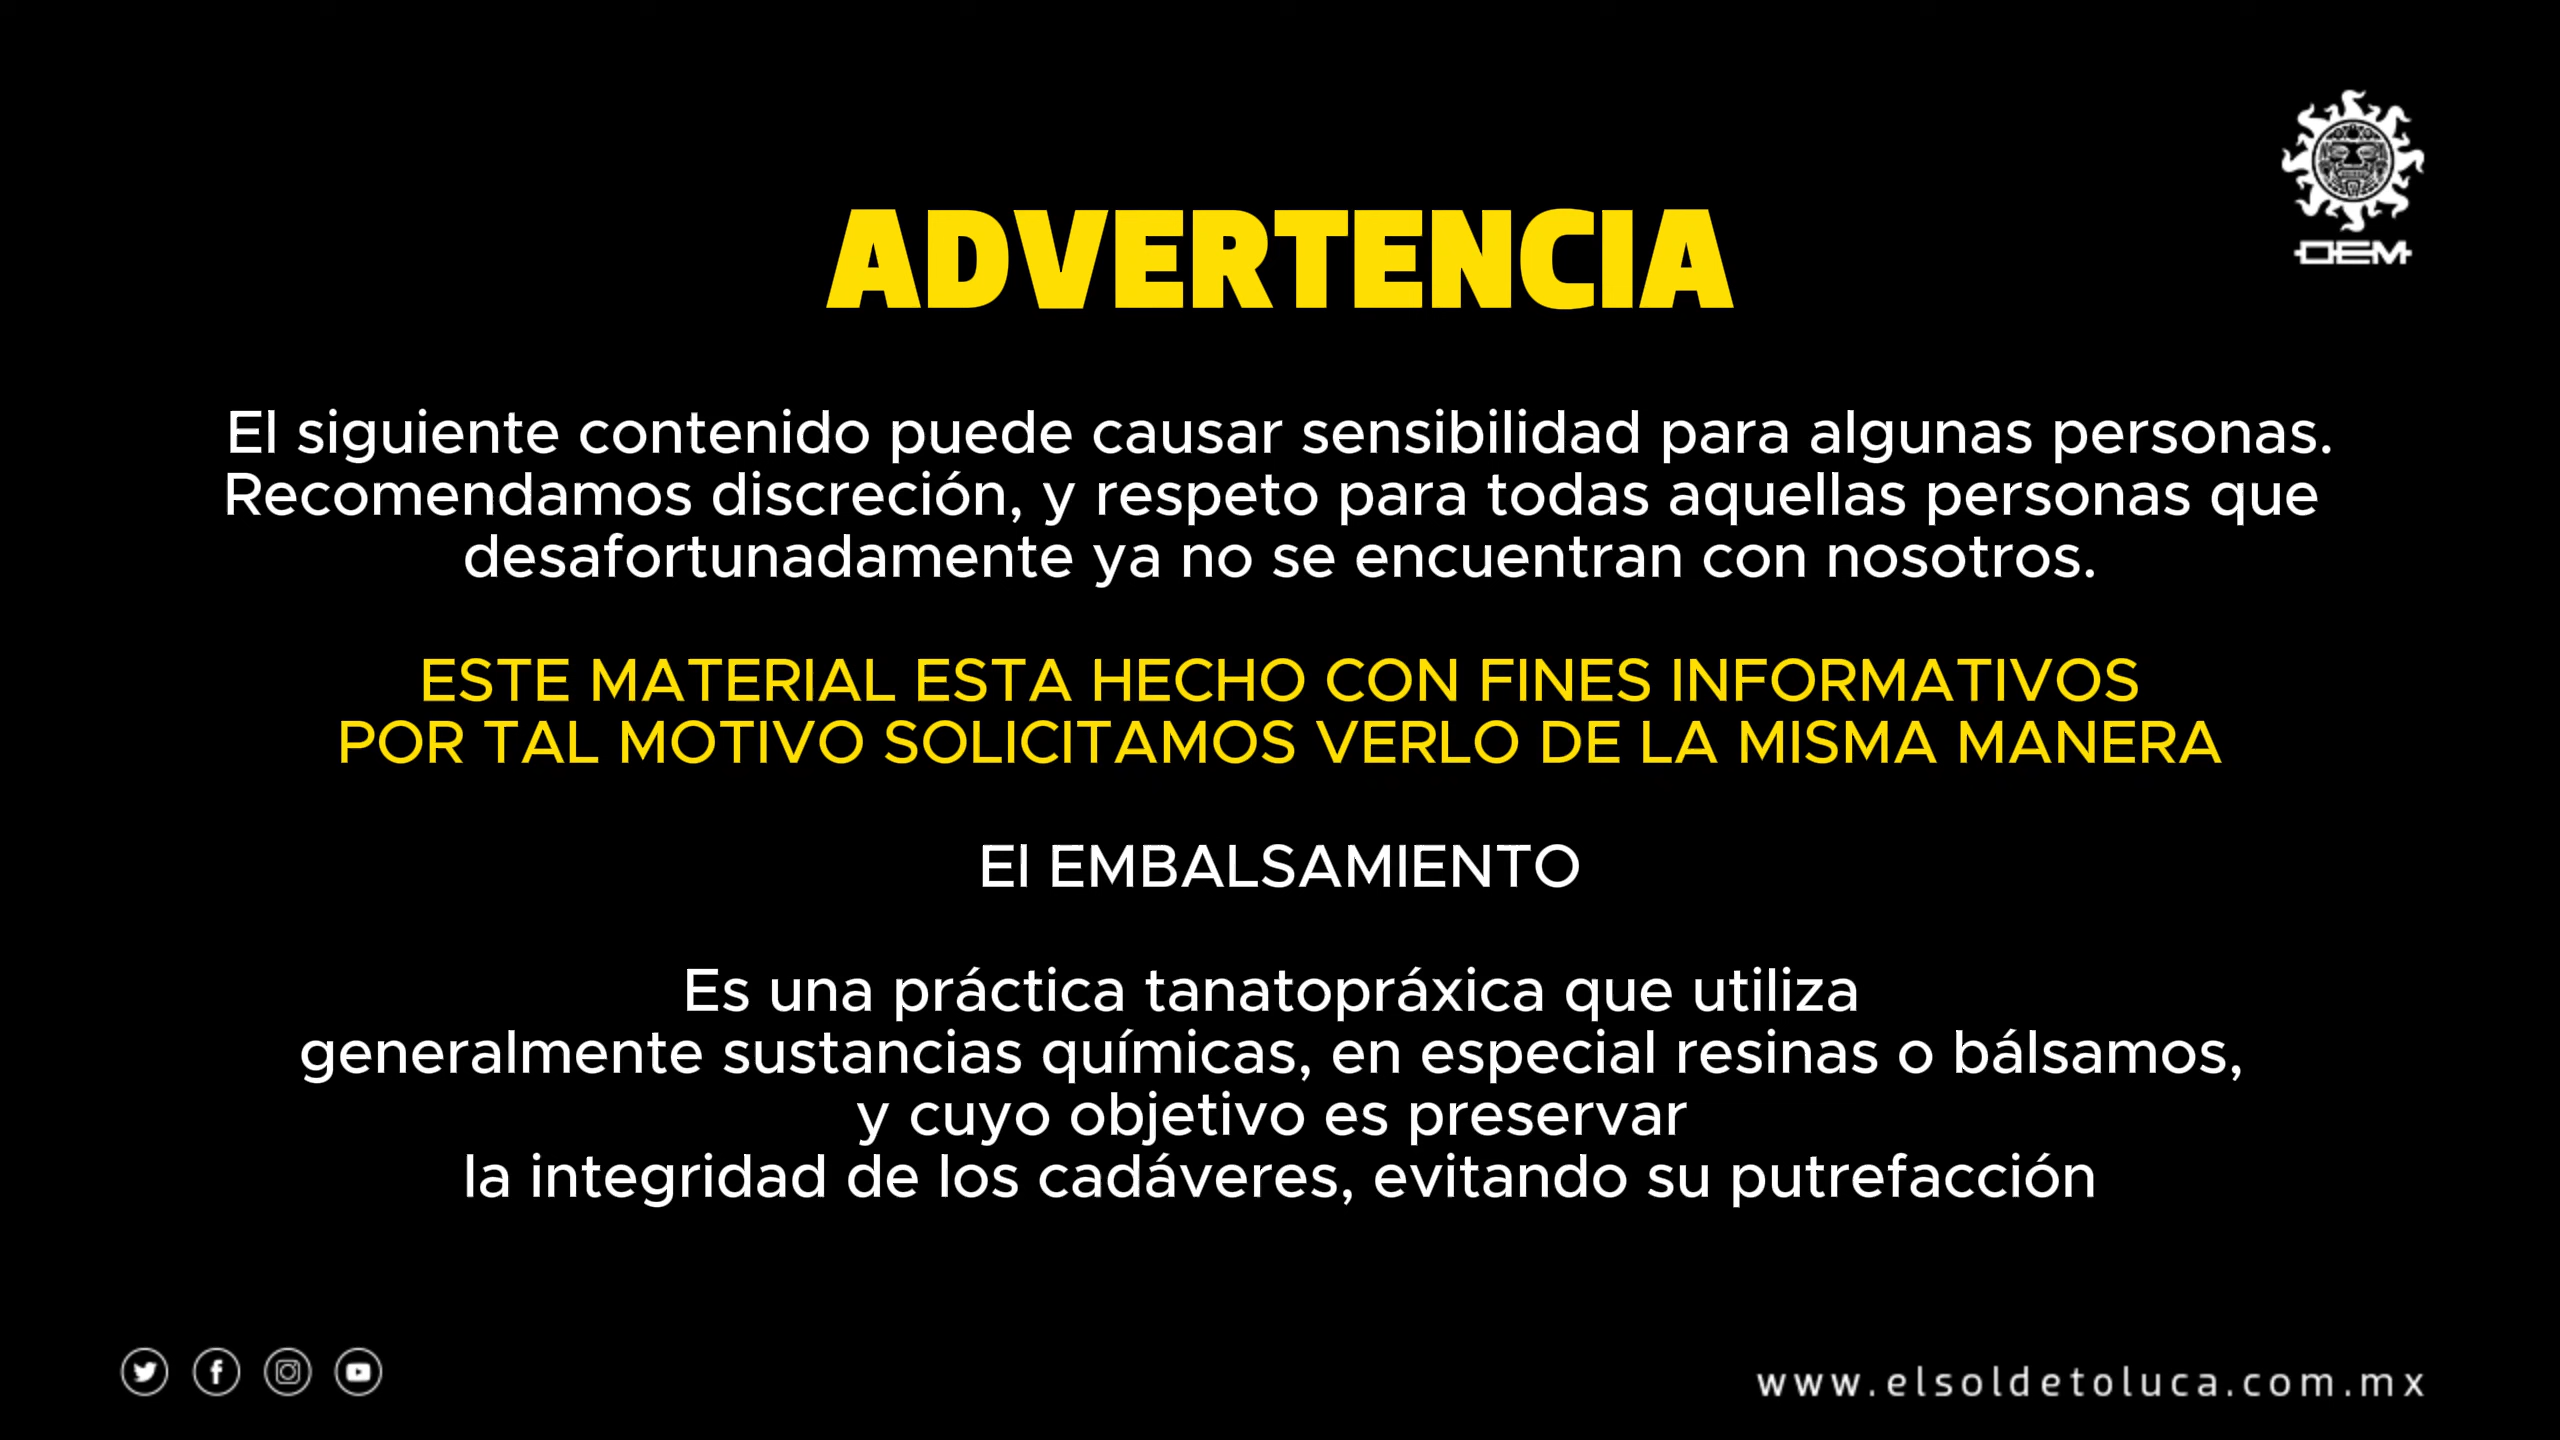 OEM
ADVERTENCIA
El siguiente contenido puede causar sensibilidad para algunas personas.
Recomendamos discreción, y respeto para todas aquellas personas que
desafortunadamente ya no se encuentran con nosotros.
ESTE MATERIAL ESTA HECHO CON FINES INFORMATIVOS
POR TAL MOTIVO SOLICITAMOS VERLO DE LA MISMA MANERA
El EMBALSAMIENTO
Es una práctica tanatopráxica que utiliza
generalmente sustancias químicas, en especial resinas o bálsamos,
y cuyo objetivo es preservar
la integridad de los cadáveres, evitando su putrefacción
www.elsoldetoluca.com.mx